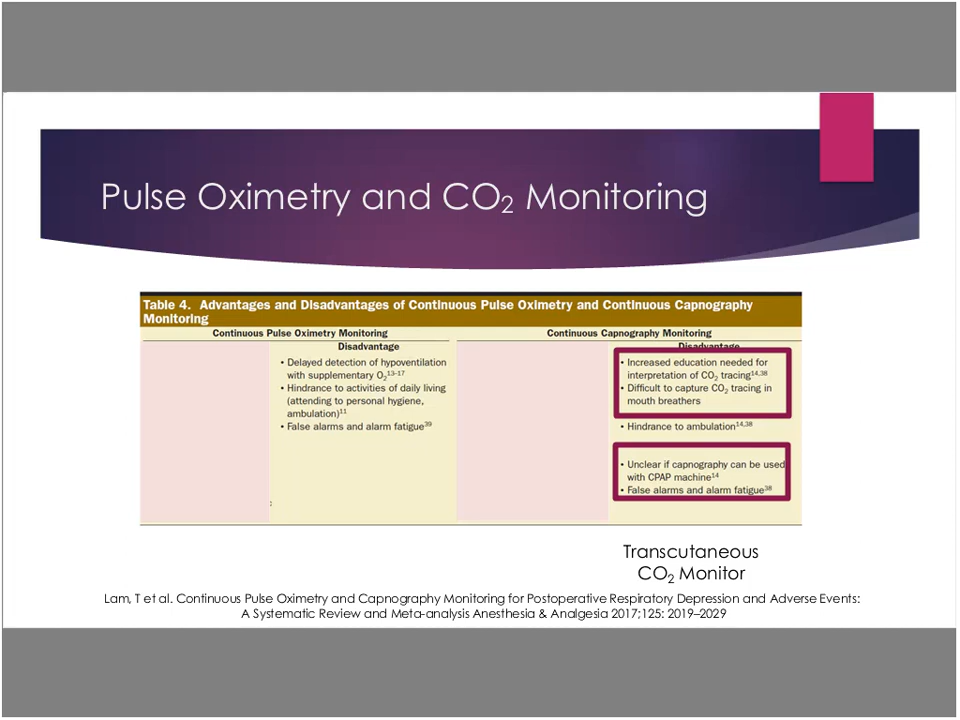 Pulse Oximetry and CO₂ Monitoring
Table 4. Advantages and Disadvantages of Continuous Pulse Oximetry and Continuous Capnography
Monitoring
Continuous Pulse Oximetry Monitoring
Disadvantage
• Delayed detection of hypoventilation
with supplementary O₂¹³⁻¹⁷
• Hindrance to activities of daily living
(attending to personal hygiene,
ambulation)¹¹
• False alarms and alarm fatigue³⁹
Continuous Capnography Monitoring
Disadvantage
• Increased education needed for
interpretation of CO₂ tracing¹⁴,³⁸
• Difficult to capture CO₂ tracing in
mouth breathers
• Hindrance to ambulation¹⁴,³⁸
• Unclear if capnography can be used
with CPAP machine¹⁴
• False alarms and alarm fatigue³⁸
Transcutaneous
CO₂ Monitor
Lam, T et al. Continuous Pulse Oximetry and Capnography Monitoring for Postoperative Respiratory Depression and Adverse Events:
A Systematic Review and Meta-analysis Anesthesia & Analgesia 2017;125: 2019–2029